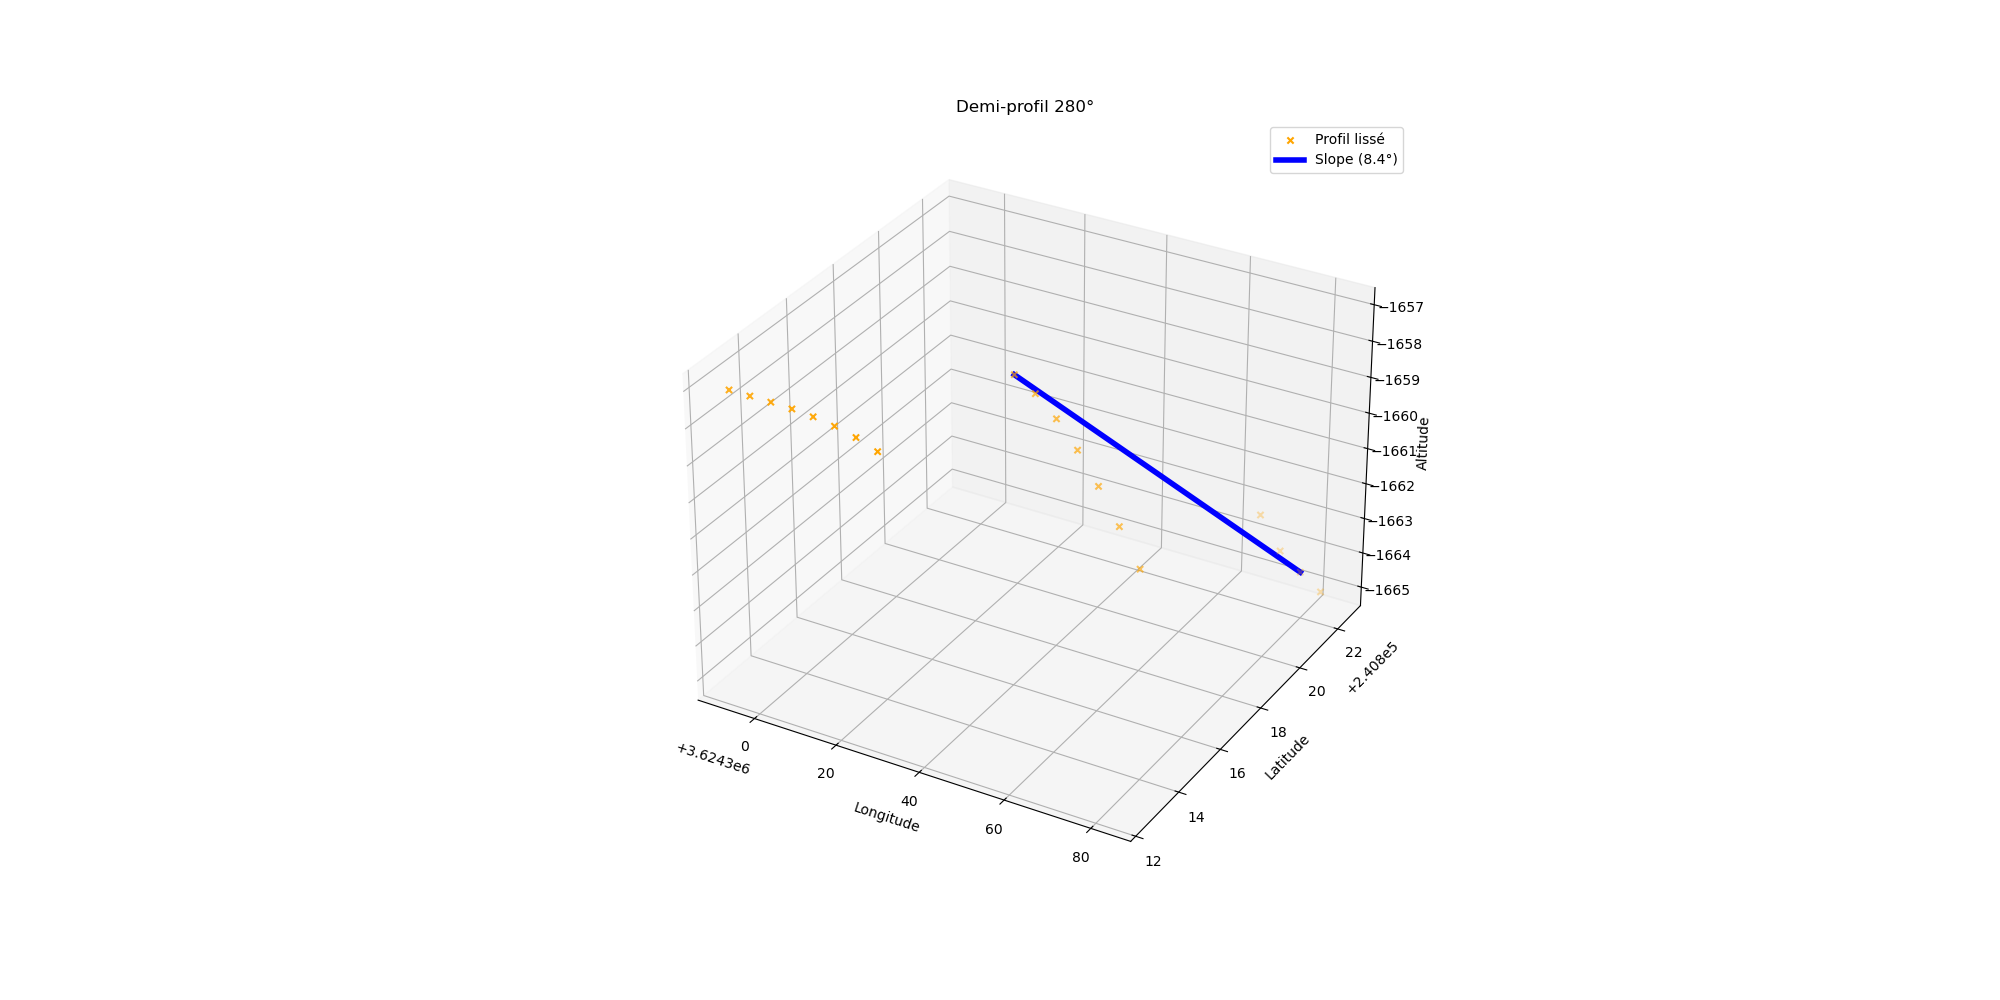 Demi-profil 280°
Profil lissé
Slope (8.4°)
−1657
−1658
−1659
−1660
−1661
−1662
−1663
−1664
−1665
Altitude
22
20
18
16
14
12
+2.408e5
Latitude
0
20
40
60
80
+3.6243e6
Longitude